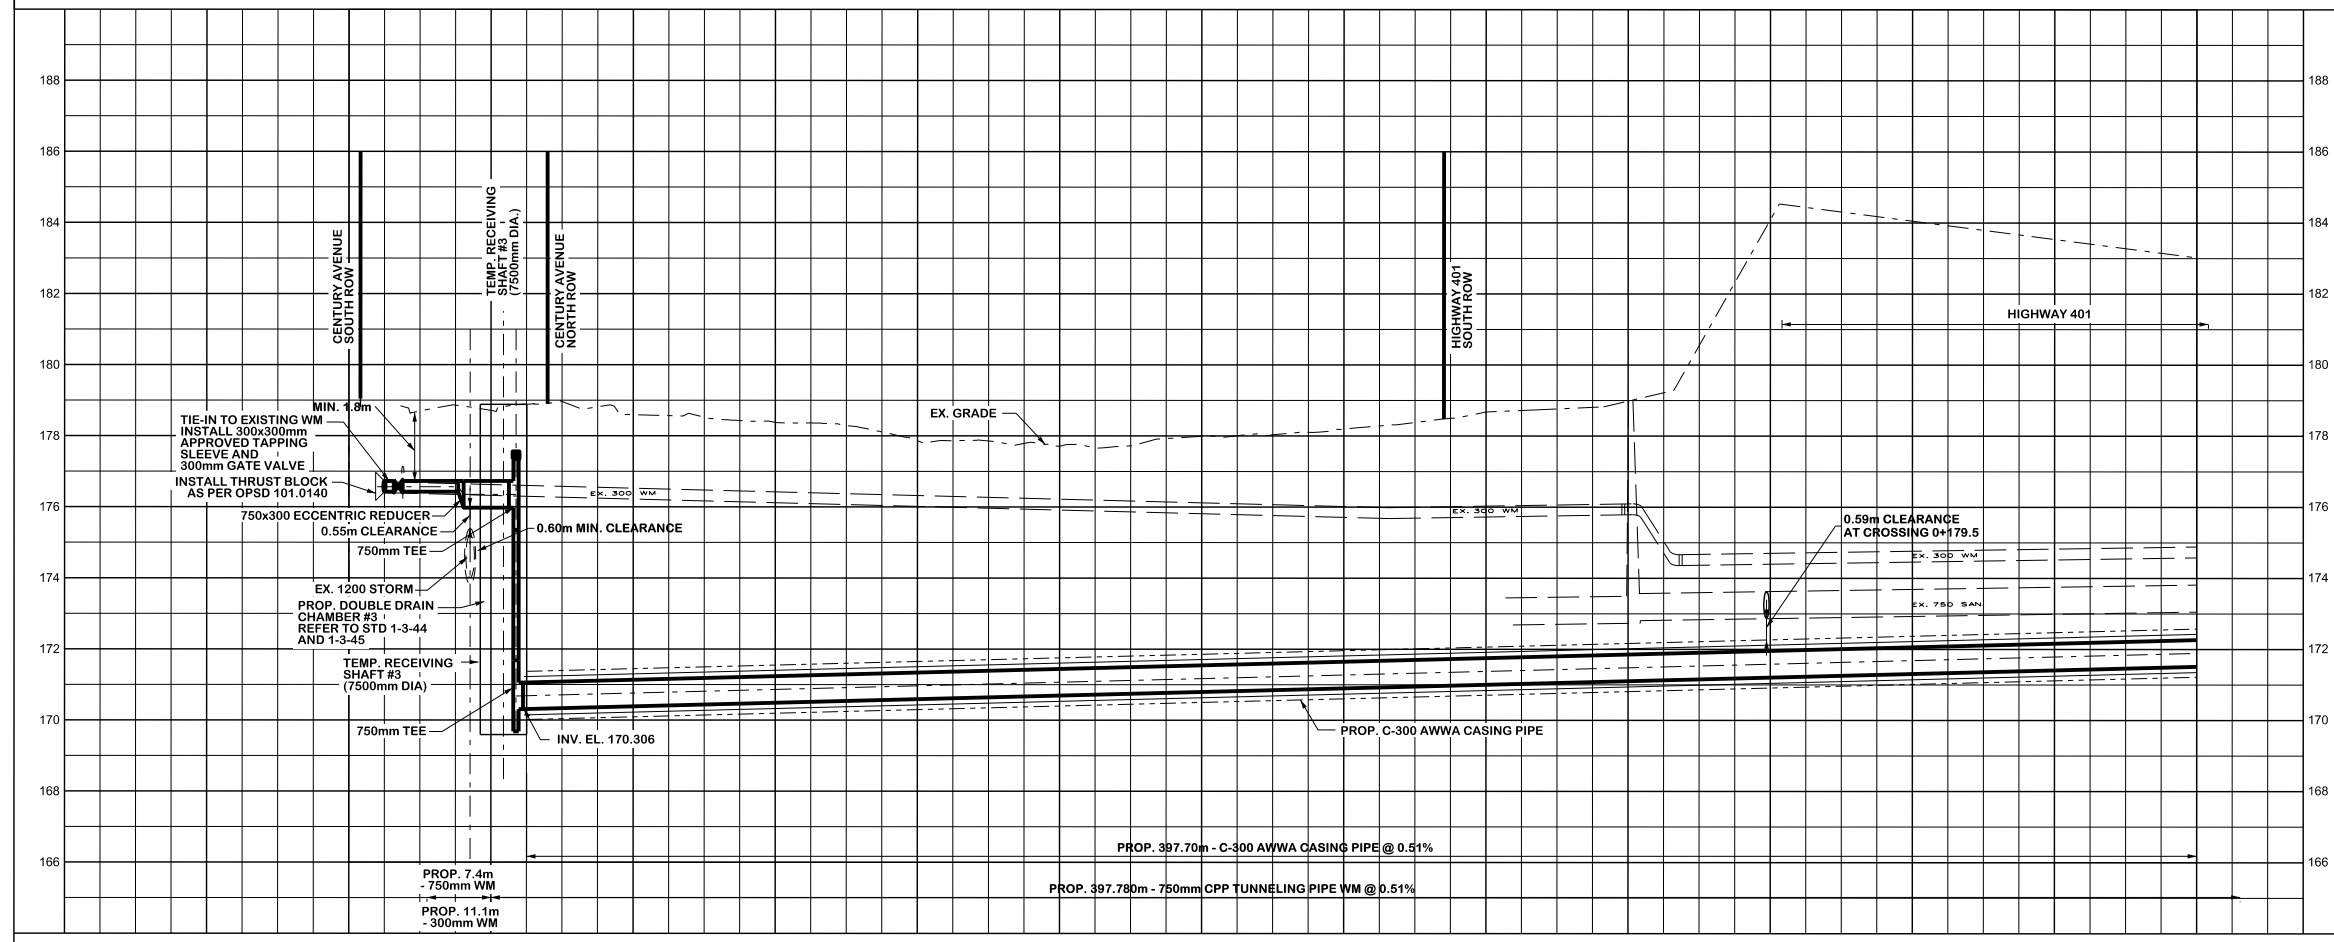 188
188
186
186
184
184
182
182
180
180
178
178
176
176
174
174
172
172
170
170
168
168
166
166
CENTURY AVENUE
SOUTH ROW
TEMP. RECEIVING
SHAFT #3
(7500mm DIA.)
CENTURY AVENUE
NORTH ROW
HIGHWAY 401
SOUTH ROW
HIGHWAY 401
MIN. 1.8m
TIE-IN TO EXISTING WM
INSTALL 300x300mm
APPROVED TAPPING
SLEEVE AND
300mm GATE VALVE
INSTALL THRUST BLOCK
AS PER OPSD 101.0140
750x300 ECCENTRIC REDUCER
0.55m CLEARANCE
750mm TEE
EX. 1200 STORM
PROP. DOUBLE DRAIN
CHAMBER #3
REFER TO STD 1-3-44
AND 1-3-45
TEMP. RECEIVING
SHAFT #3
(7500mm DIA)
750mm TEE
INV. EL. 170.306
0.60m MIN. CLEARANCE
EX. GRADE
EX. 300 WM
EX. 300 WM
0.59m CLEARANCE
AT CROSSING 0+179.5
EX. 300 WM
EX. 750 SAN.
PROP. C-300 AWWA CASING PIPE
PROP. 397.70m - C-300 AWWA CASING PIPE @ 0.51%
PROP. 7.4m
- 750mm WM
PROP. 397.780m - 750mm CPP TUNNELING PIPE WM @ 0.51%
PROP. 11.1m
- 300mm WM